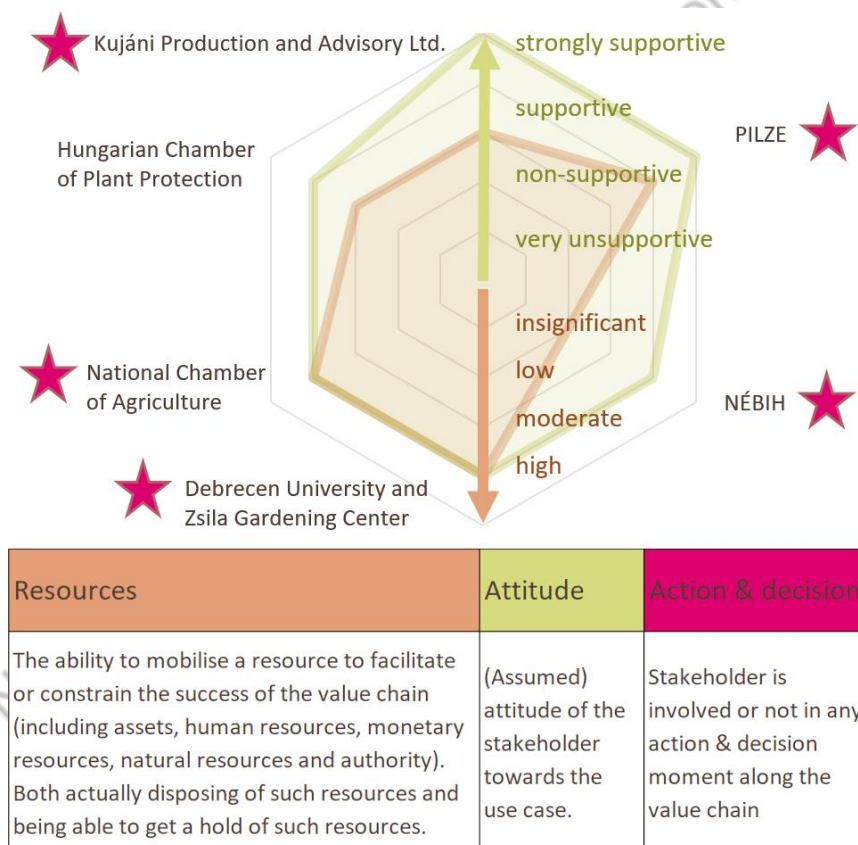 Kujáni Production and Advisory Ltd.
strongly supportive
supportive
PILZE
Hungarian Chamber
of Plant Protection
non-supportive
very unsupportive
insignificant
National Chamber
of Agriculture
low
NÉBIH
moderate
high
Debrecen University and
Zsila Gardening Center
Resources
Attitude
Action & decision
The ability to mobilise a resource to facilitate
or constrain the success of the value chain
(including assets, human resources, monetary
resources, natural resources and authority).
Both actually disposing of such resources and
being able to get a hold of such resources.
(Assumed)
attitude of the
stakeholder
towards the
use case.
Stakeholder is
involved or not in any
action & decision
moment along the
value chain